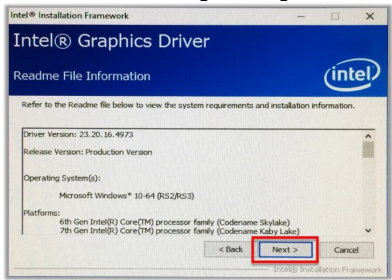 Intel® Installation Framework
Intel® Graphics Driver
Readme File Information
intel
Refer to the Readme file below to view the system requirements and installation information.
Driver Version: 23.20.16.4973
Release Version: Production Version
Operating System(s):
Microsoft Windows* 10-64 (RS2/RS3)
Platforms:
6th Gen Intel(R) Core(TM) processor family (Codename Skylake)
7th Gen Intel(R) Core(TM) processor family (Codename Kaby Lake)
< Back
Next >
Cancel
Intel® Installation Framework